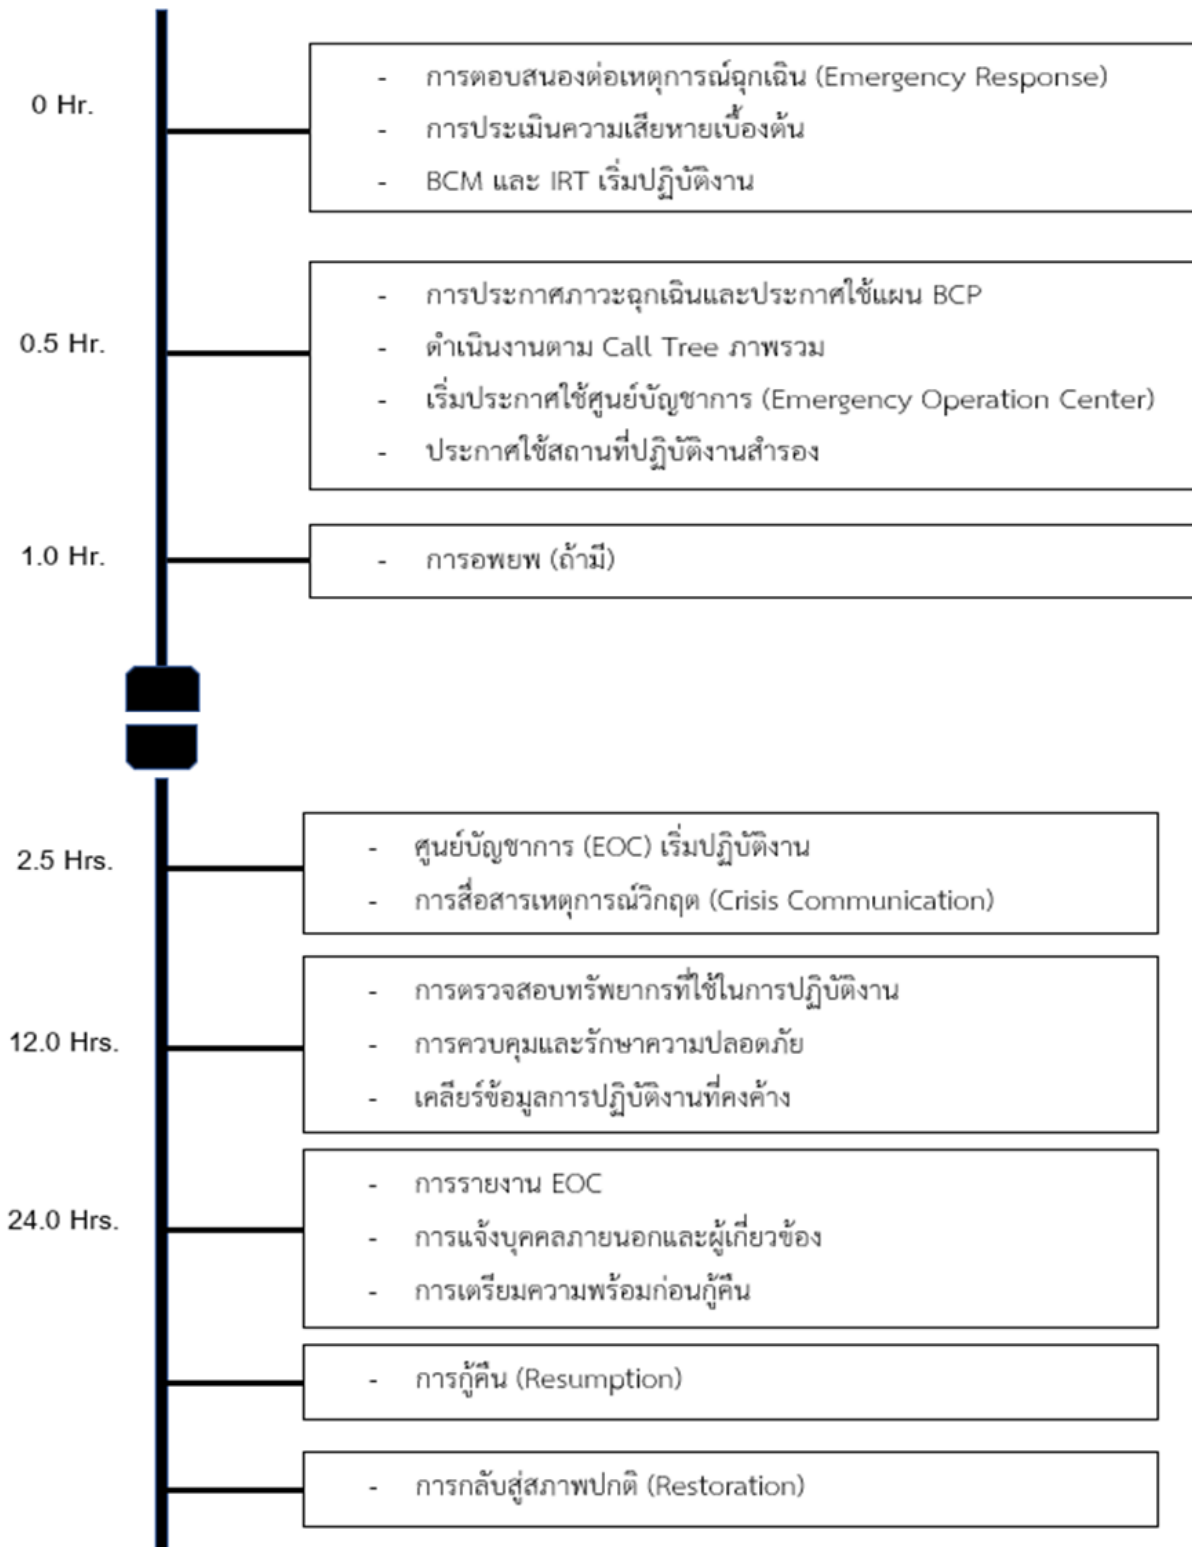 0 Hr.
- การตอบสนองต่อเหตุการณ์ฉุกเฉิน (Emergency Response)
- การประเมินความเสียหายเบื้องต้น
- BCM และ IRT เริ่มปฏิบัติงาน
0.5 Hr.
- การประกาศภาวะฉุกเฉินและประกาศใช้แผน BCP
- ดำเนินงานตาม Call Tree ภาพรวม
- เริ่มประกาศใช้ศูนย์บัญชาการ (Emergency Operation Center)
- ประกาศใช้สถานที่ปฏิบัติงานสำรอง
1.0 Hr.
- การอพยพ (ถ้ามี)
2.5 Hrs.
- ศูนย์บัญชาการ (EOC) เริ่มปฏิบัติงาน
- การสื่อสารเหตุการณ์วิกฤต (Crisis Communication)
12.0 Hrs.
- การตรวจสอบทรัพยากรที่ใช้ในการปฏิบัติงาน
- การควบคุมและรักษาความปลอดภัย
- เคลียร์ข้อมูลการปฏิบัติงานที่คงค้าง
24.0 Hrs.
- การรายงาน EOC
- การแจ้งบุคคลภายนอกและผู้เกี่ยวข้อง
- การเตรียมความพร้อมก่อนกู้คืน
- การกู้คืน (Resumption)
- การกลับสู่สภาพปกติ (Restoration)